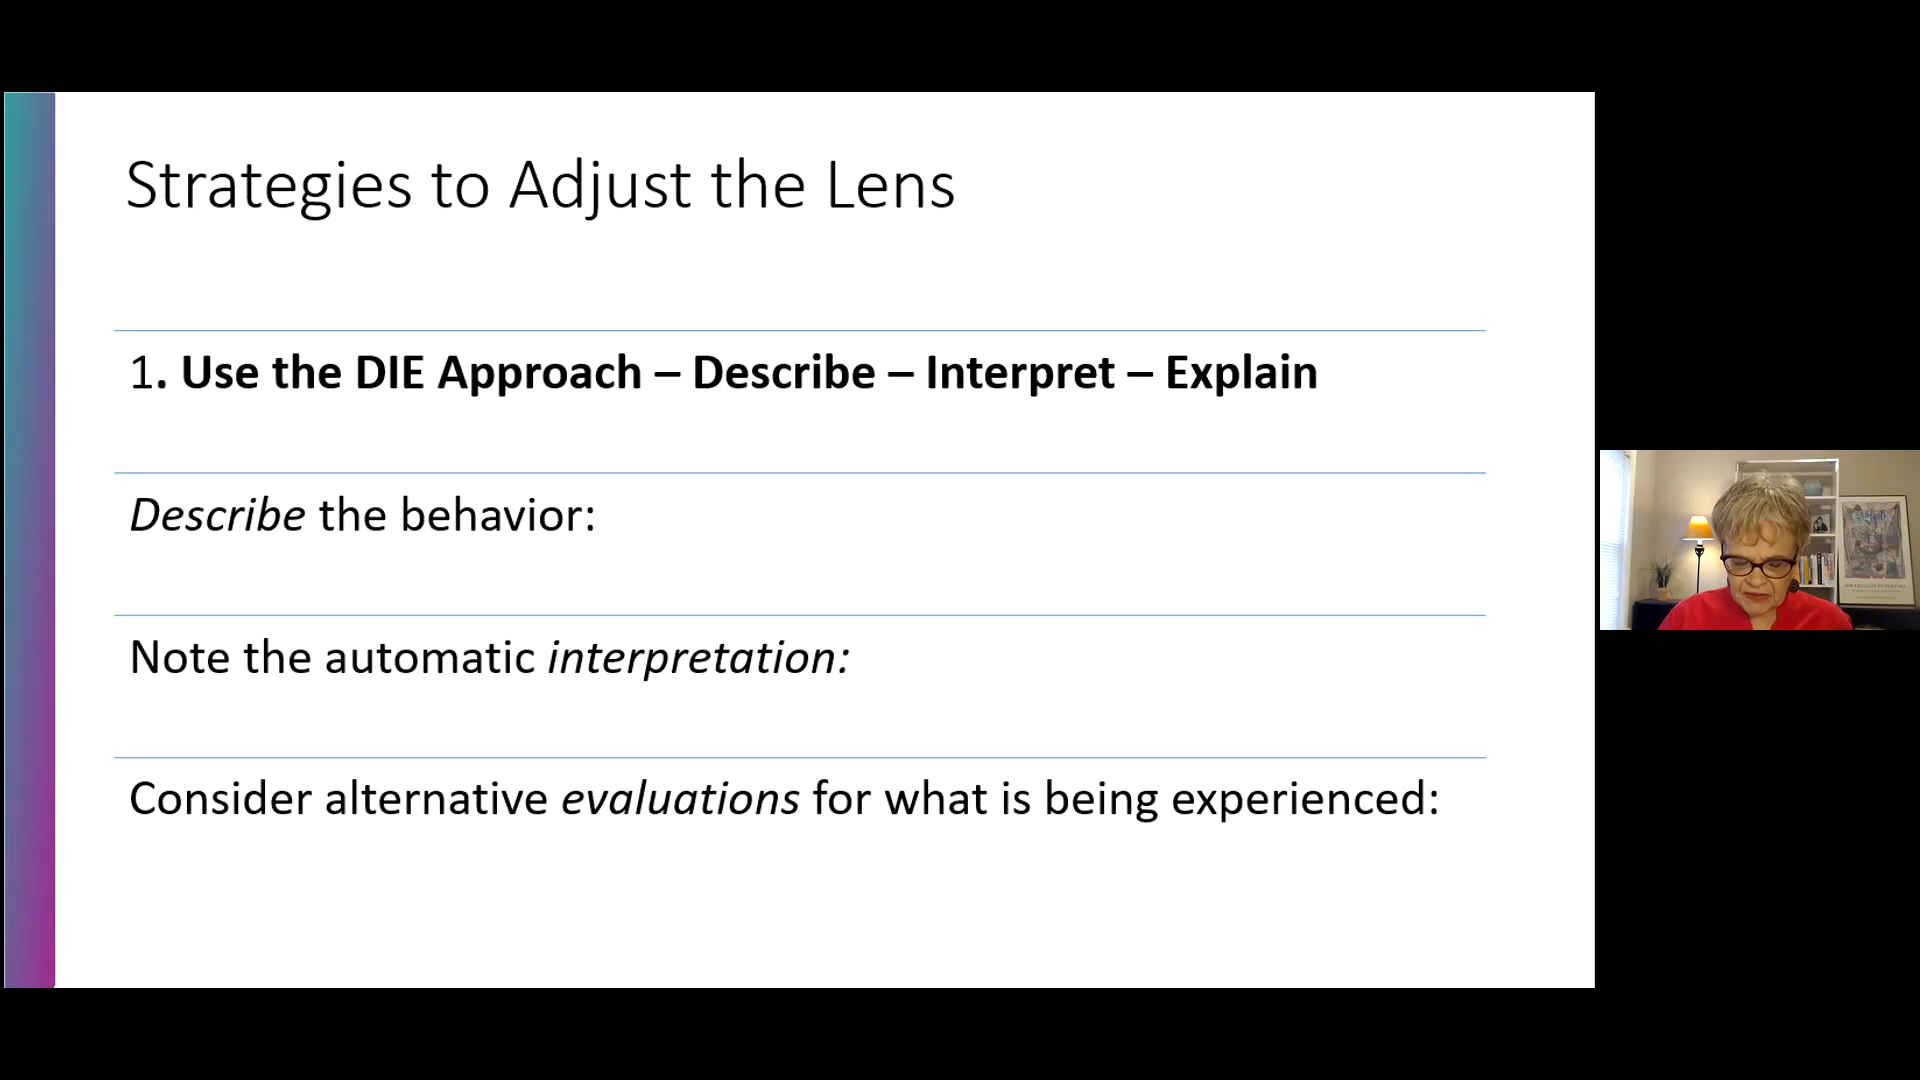 Strategies to Adjust the Lens
1. Use the DIE Approach – Describe – Interpret – Explain
Describe the behavior:
Note the automatic interpretation:
Consider alternative evaluations for what is being experienced: